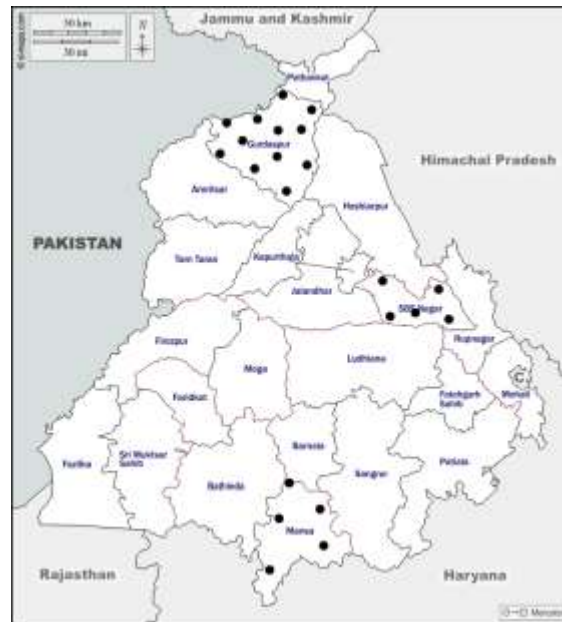 Jammu and Kashmir
30 km
30 mi
N
Pathankot
Gurdaspur
Himachal Pradesh
Amritsar
Hoshiarpur
PAKISTAN
Tarn Taran
Kapurthala
Jalandhar
SBS Nagar
Firozpur
Rupnagar
Moga
Ludhiana
Faridkot
Fatehgarh
Sahib
Mohali
Fazilka
Sri Muktsar
Sahib
Barnala
Patiala
Bathinda
Sangrur
Mansa
Rajasthan
Haryana